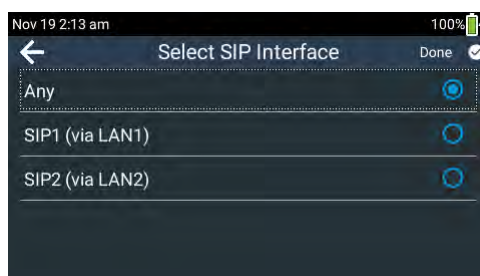 Nov 19 2:13 am 100%
Select SIP Interface Done
Any
SIP1 (via LAN1)
SIP2 (via LAN2)